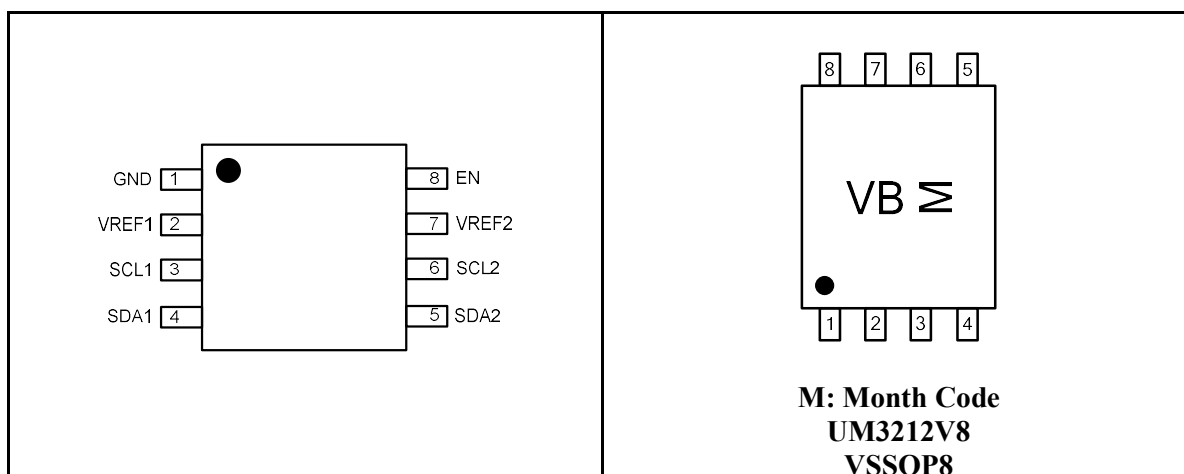 GND 1
8 EN
VREF1 2
7 VREF2
SCL1 3
6 SCL2
SDA1 4
5 SDA2
8 7 6 5
VB M
1 2 3 4
M: Month Code
UM3212V8
VSSOP8